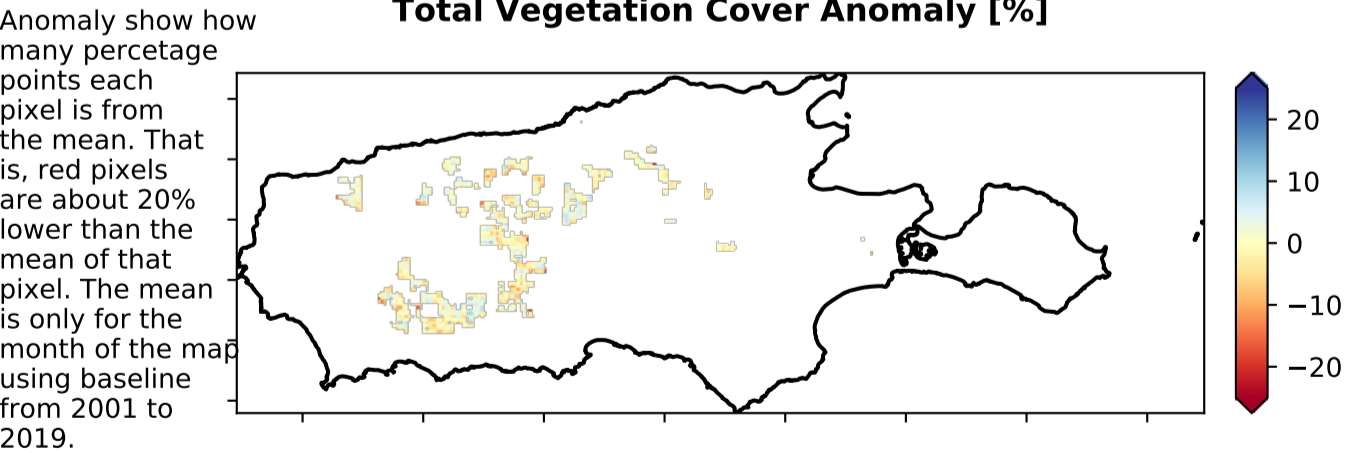 Total Vegetation Cover Anomaly [%]
Anomaly show how
many percetage
points each
pixel is from
the mean. That
is, red pixels
are about 20%
lower than the
mean of that
pixel. The mean
is only for the
month of the map
using baseline
from 2001 to
2019.
20
10
0
−10
−20